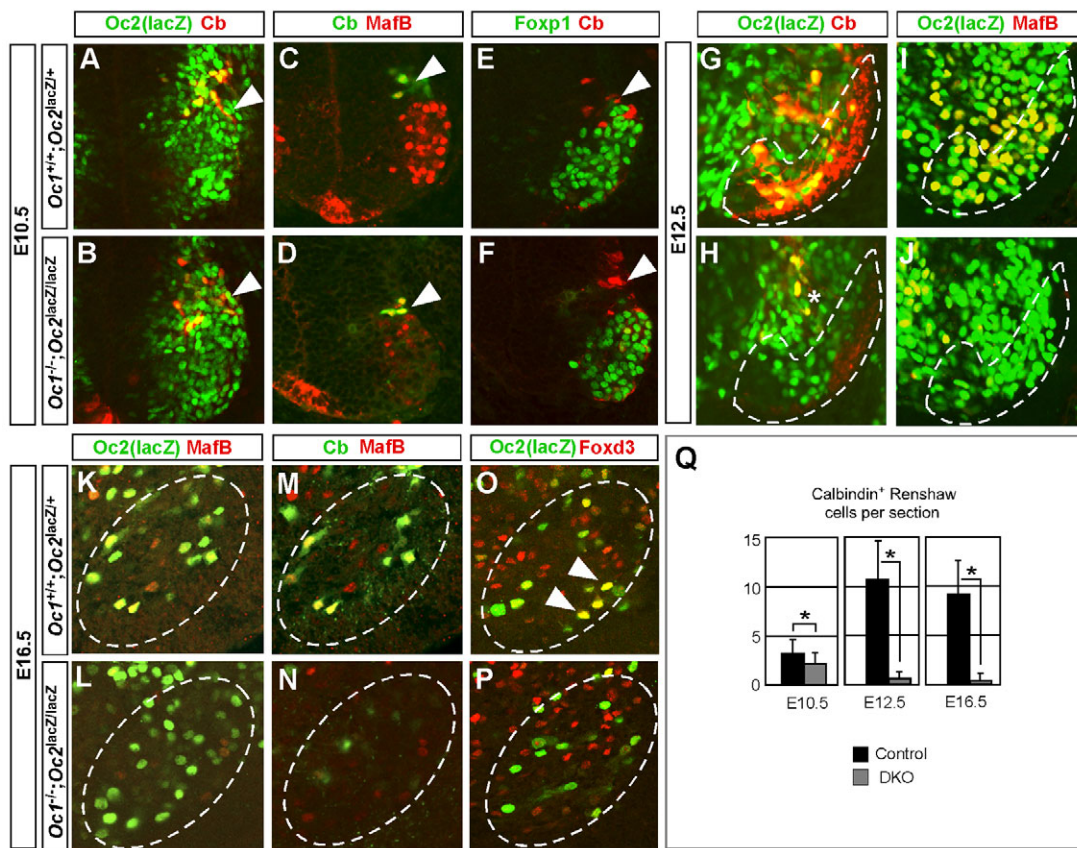 Oc2(lacZ) Cb
Cb MafB
Foxp1 Cb
Oc2(lacZ) Cb
Oc2(lacZ) MafB
E10.5
Oc1+/+;Oc2lacZ/+
A
C
E
E12.5
G
I
Oc1-/-;Oc2lacZ/lacZ
B
D
F
H
*
J
Oc2(lacZ) MafB
Cb MafB
Oc2(lacZ) Foxd3
E16.5
Oc1+/+;Oc2lacZ/+
K
M
O
Oc1-/-;Oc2lacZ/lacZ
L
N
P
Q
Calbindin+ Renshaw
cells per section
15
10
5
0
*
*
*
E10.5
E12.5
E16.5
Control
DKO